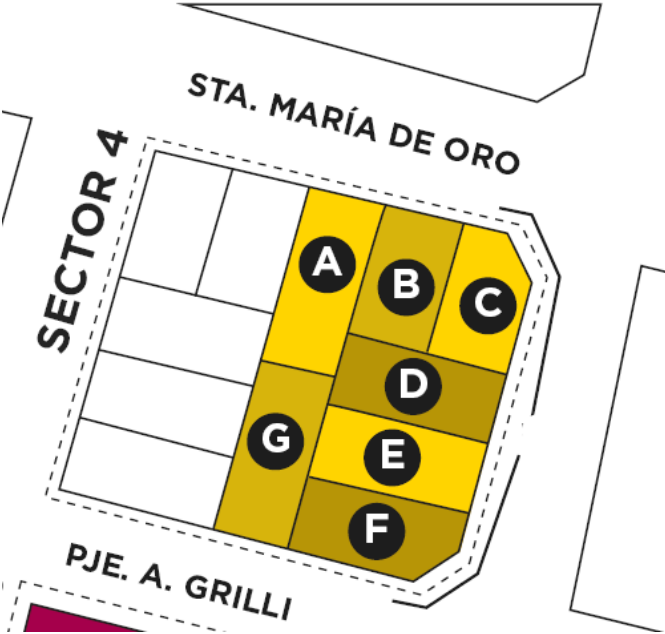 STA. MARÍA DE ORO
SECTOR 4
A
B
C
D
G
E
F
PJE. A. GRILLI